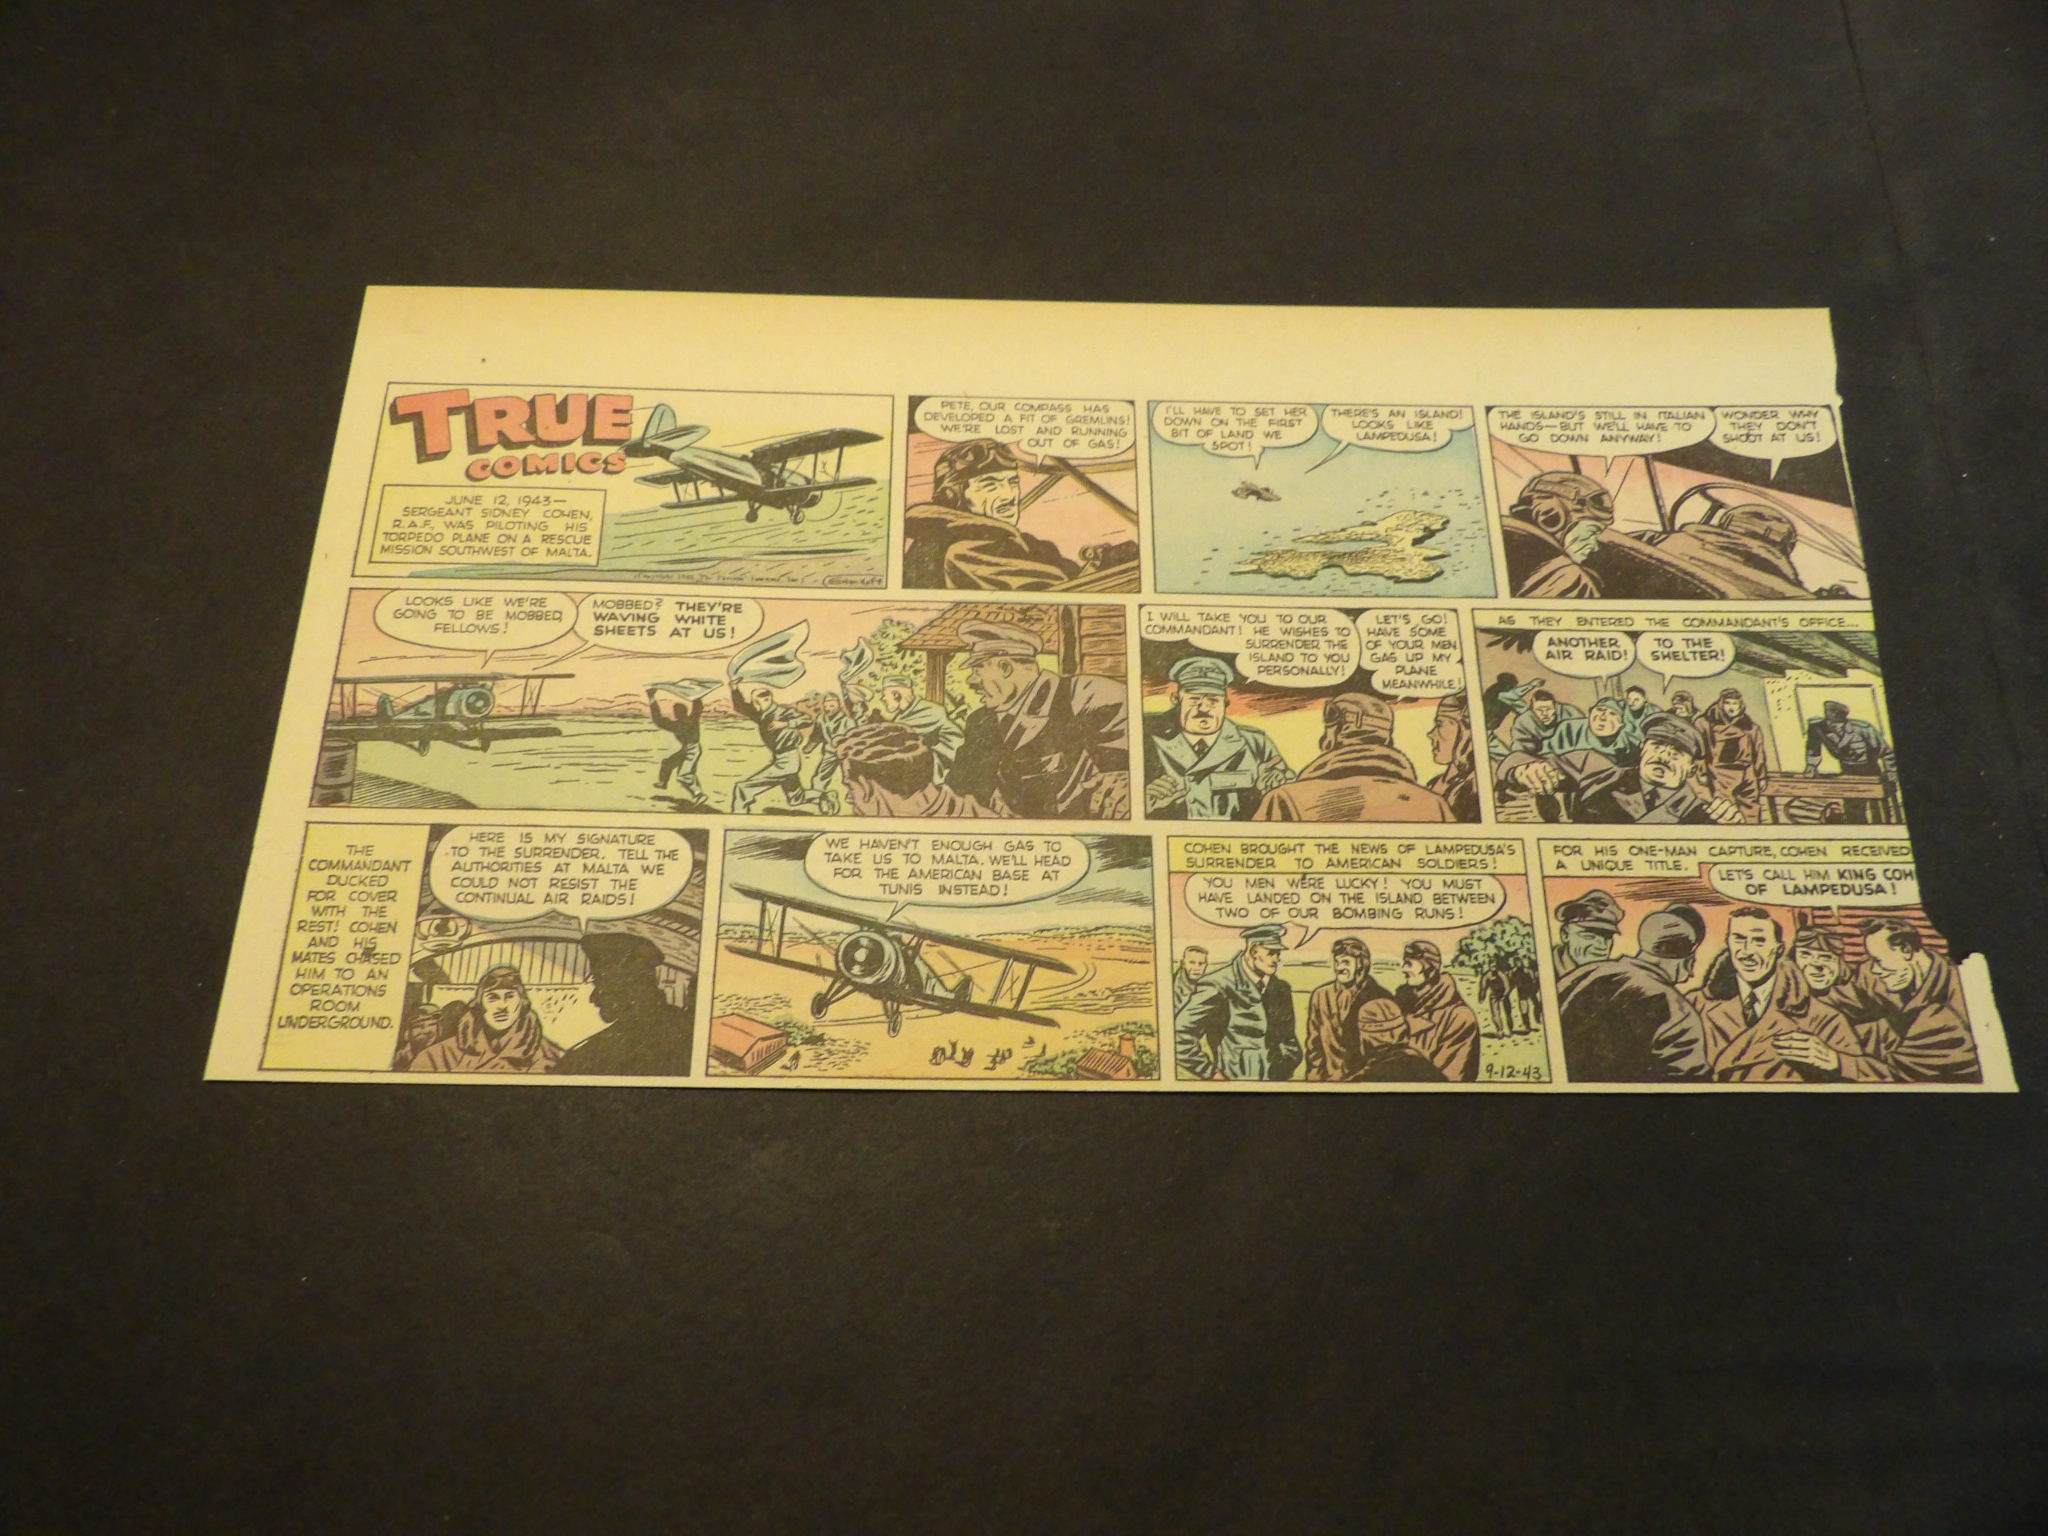 TRUE
COMICS
JUNE 12, 1943—
SERGEANT SIDNEY COHEN,
R.A.F., WAS PILOTING HIS
TORPEDO PLANE ON A RESCUE
MISSION SOUTHWEST OF MALTA.
PETE, OUR COMPASS HAS
DEVELOPED A FIT OF GREMLINS!
WE'RE LOST AND RUNNING
OUT OF GAS!
I'LL HAVE TO SET HER
DOWN ON THE FIRST
BIT OF LAND WE
SPOT!
THERE'S AN ISLAND!
LOOKS LIKE
LAMPEDUSA!
THE ISLAND'S STILL IN ITALIAN
HANDS—BUT WE'LL HAVE TO
GO DOWN ANYWAY!
WONDER WHY
THEY DON'T
SHOOT AT US!
LOOKS LIKE WE'RE
GOING TO BE MOBBED,
FELLOWS!
MOBBED? THEY'RE
WAVING WHITE
SHEETS AT US!
I WILL TAKE YOU TO OUR
COMMANDANT! HE WISHES TO
SURRENDER THE
ISLAND TO YOU
PERSONALLY!
LET'S GO!
HAVE SOME
OF YOUR MEN
GAS UP MY
PLANE
MEANWHILE!
AS THEY ENTERED THE COMMANDANT'S OFFICE...
ANOTHER
AIR RAID!
TO THE
SHELTER!
THE
COMMANDANT
DUCKED
FOR COVER
WITH THE
REST! COHEN
AND HIS
MATES CHASED
HIM TO AN
OPERATIONS
ROOM
UNDERGROUND.
HERE IS MY SIGNATURE
TO THE SURRENDER. TELL THE
AUTHORITIES AT MALTA WE
COULD NOT RESIST THE
CONTINUAL AIR RAIDS!
WE HAVEN'T ENOUGH GAS TO
TAKE US TO MALTA. WE'LL HEAD
FOR THE AMERICAN BASE AT
TUNIS INSTEAD!
COHEN BROUGHT THE NEWS OF LAMPEDUSA'S
SURRENDER TO AMERICAN SOLDIERS!
YOU MEN WERE LUCKY! YOU MUST
HAVE LANDED ON THE ISLAND BETWEEN
TWO OF OUR BOMBING RUNS!
9-12-43
FOR HIS ONE-MAN CAPTURE, COHEN RECEIVED
A UNIQUE TITLE.
LET'S CALL HIM KING COH
OF LAMPEDUSA!